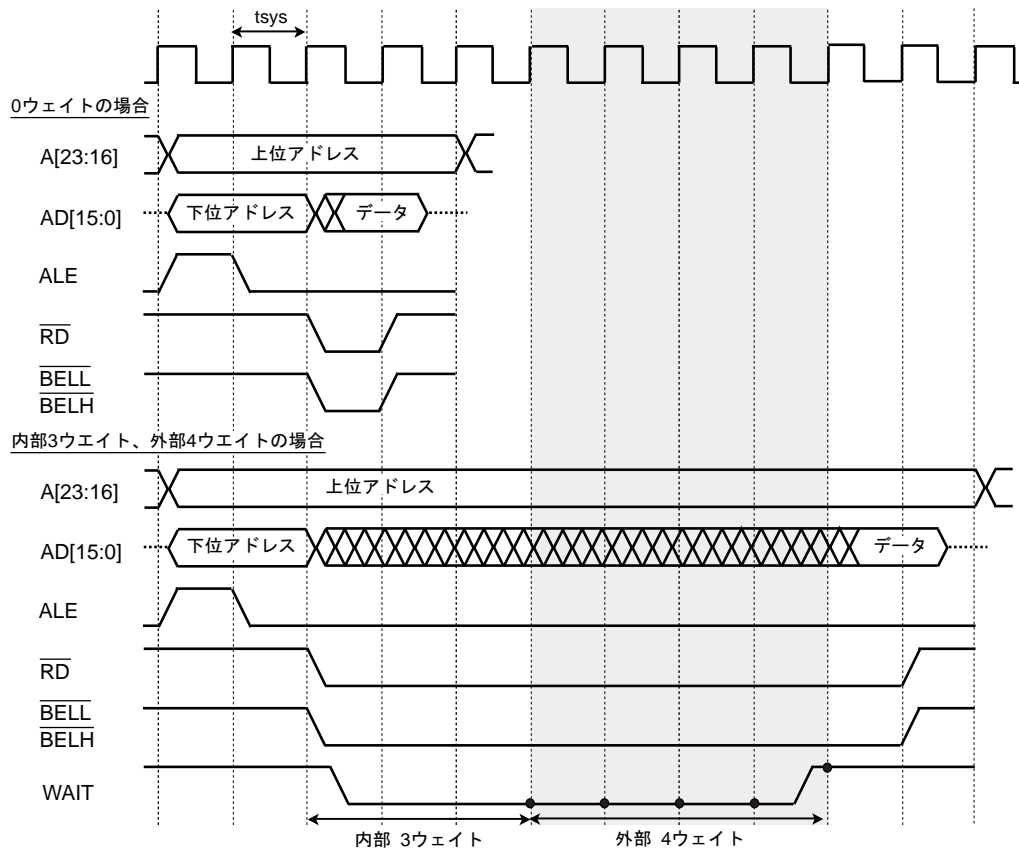 tsys
0ウェイトの場合
A[23:16]
上位アドレス
AD[15:0]
下位アドレス
データ
ALE
RD
BELL
BELH
内部3ウエイト、外部4ウエイトの場合
A[23:16]
上位アドレス
AD[15:0]
下位アドレス
データ
ALE
RD
BELL
BELH
WAIT
内部 3ウェイト
外部 4ウェイト